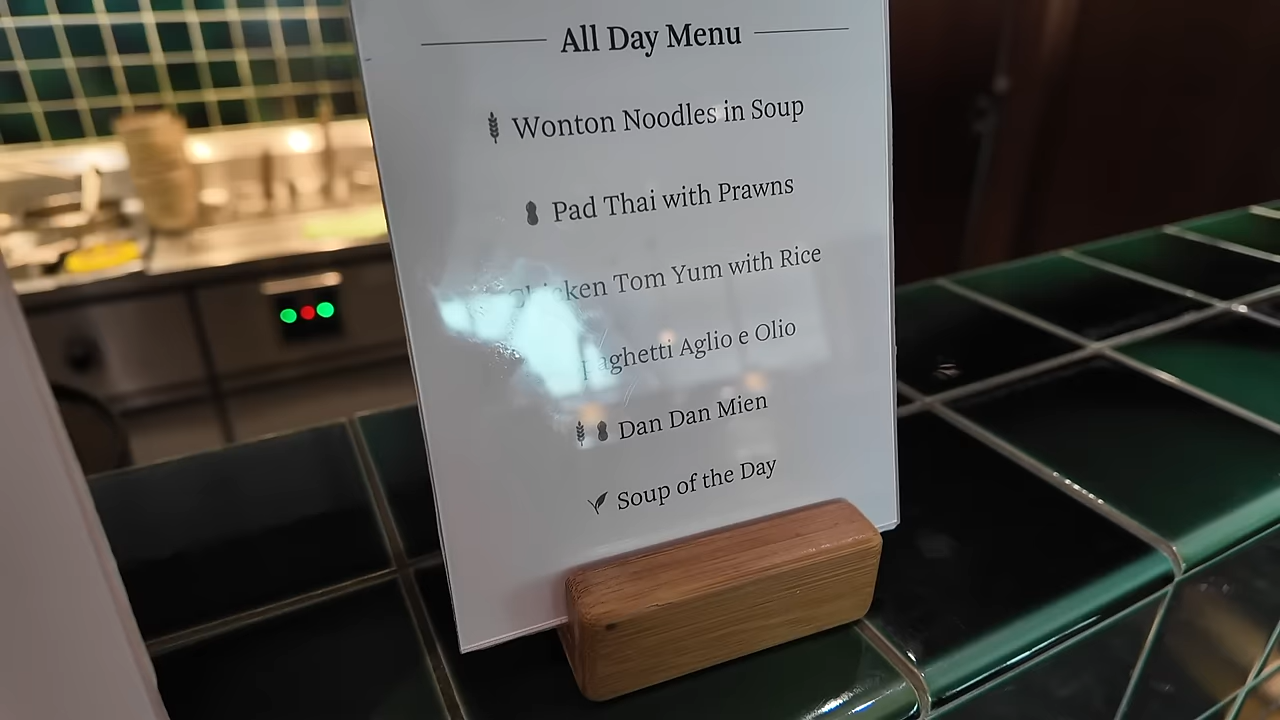 All Day Menu
Wonton Noodles in Soup
Pad Thai with Prawns
Chicken Tom Yum with Rice
Spaghetti Aglio e Olio
Dan Dan Mien
Soup of the Day